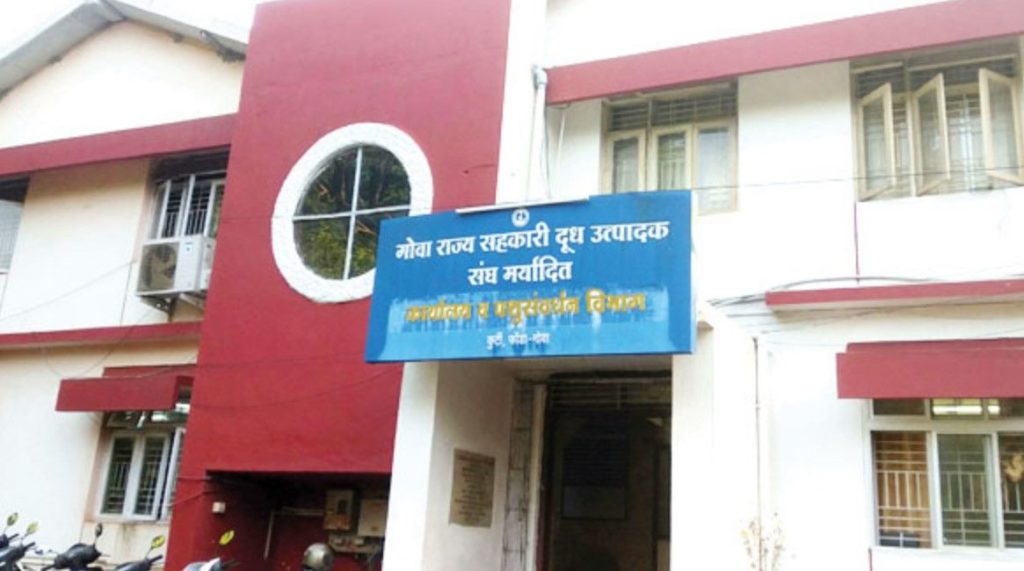 गोवा राज्य सहकारी दूध उत्पादक
संघ मर्यादित
कार्यालय व पशुसंवर्धन विभाग
कुर्टी, फोंडा-गोवा